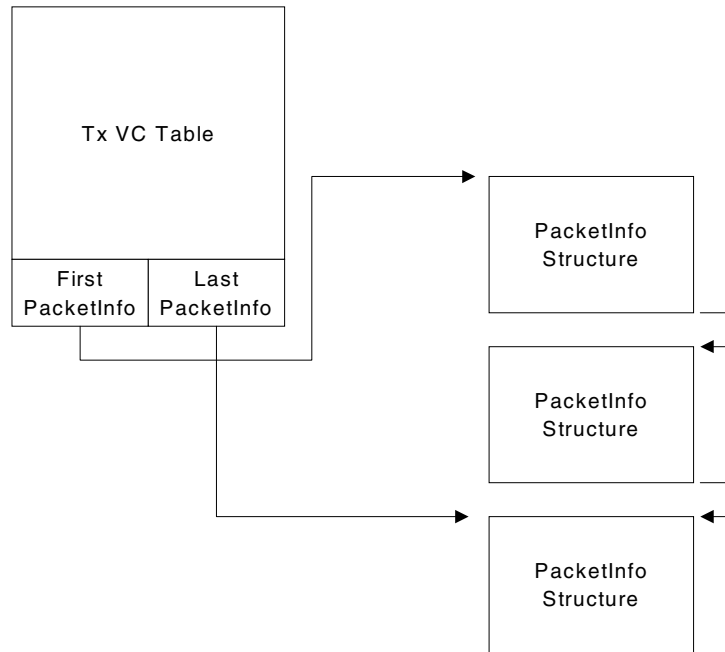 Tx VC Table
First
PacketInfo
Last
PacketInfo
PacketInfo
Structure
PacketInfo
Structure
PacketInfo
Structure